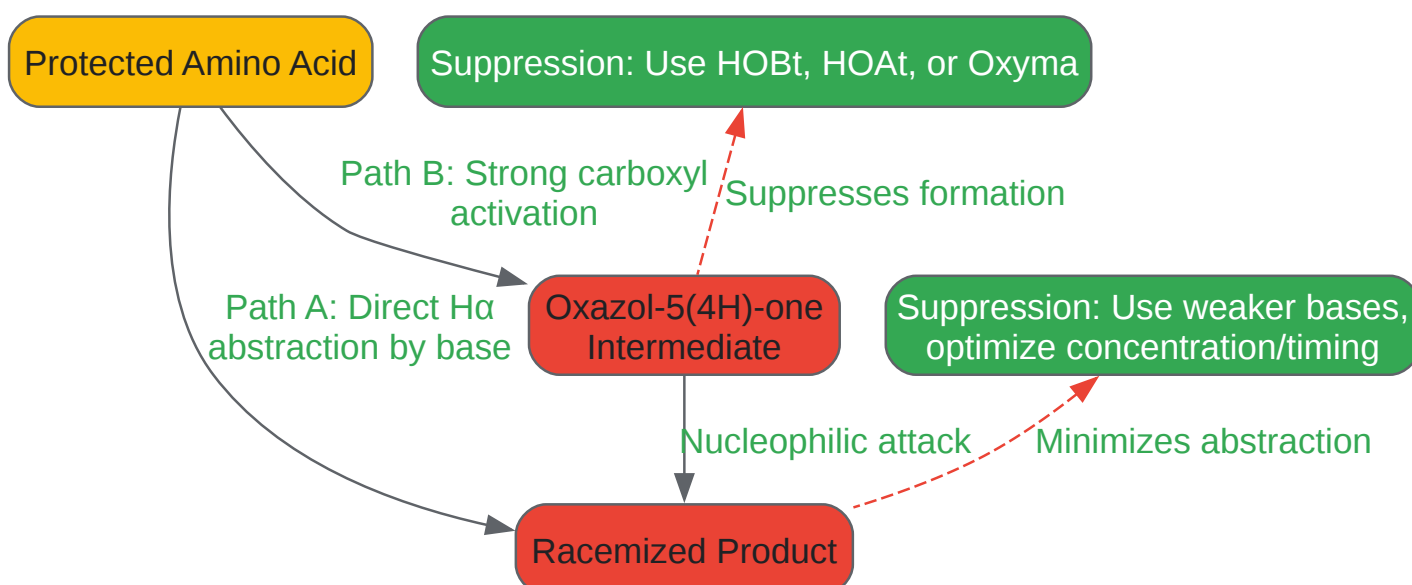 Protected Amino Acid
Suppression: Use HOBt, HOAt, or Oxyma
Path B: Strong carboxyl
activation
Suppresses formation
Path A: Direct Hα
abstraction by base
Oxazol-5(4H)-one
Intermediate
Suppression: Use weaker bases,
optimize concentration/timing
Nucleophilic attack
Minimizes abstraction
Racemized Product